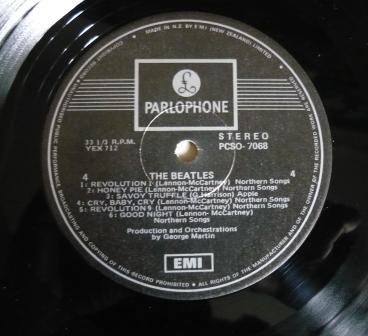 MADE IN N.Z. BY E M I (NEW ZEALAND) LIMITED
£
PARLOPHONE
33 1/3 R.P.M.
YEX 712
STEREO
PCSO- 7068
THE BEATLES
4
4
1: REVOLUTION 1 (Lennon-McCartney) Northern Songs
2: HONEY PIE (Lennon-McCartney) Northern Songs
3: SAVOY TRUFFLE (G.Harrison) Apple
4: CRY, BABY, CRY (Lennon-McCartney) Northern Songs
5: REVOLUTION 9 (Lennon-McCartney) Northern Songs
6: GOOD NIGHT (Lennon- McCartney)
Northern Songs
Production and Orchestrations
by George Martin
EMI
COPYRIGHT
UNAUTHORISED PUBLIC PERFORMANCE, BROADCASTING AND COPYING OF THIS RECORD PROHIBITED • ALL RIGHTS OF THE MANUFACTURER AND OF THE OWNER OF THE RECORDED